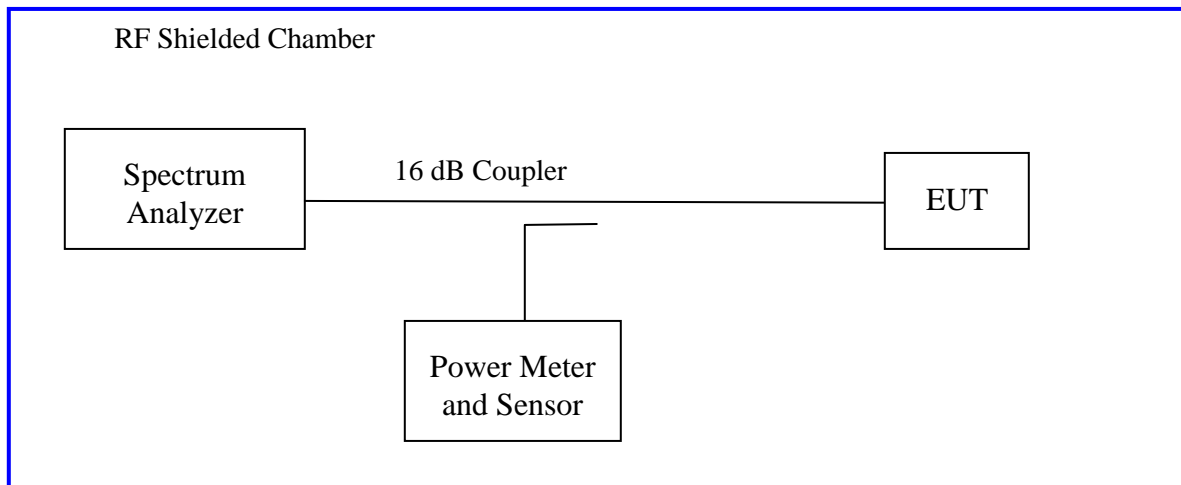 RF Shielded Chamber
Spectrum
Analyzer
16 dB Coupler
EUT
Power Meter
and Sensor